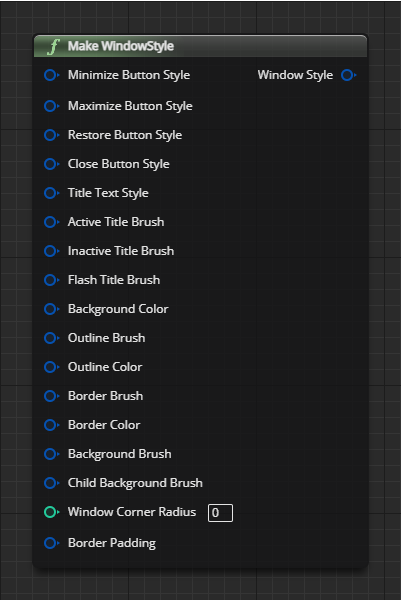 f Make WindowStyle
Minimize Button Style Window Style
Maximize Button Style
Restore Button Style
Close Button Style
Title Text Style
Active Title Brush
Inactive Title Brush
Flash Title Brush
Background Color
Outline Brush
Outline Color
Border Brush
Border Color
Background Brush
Child Background Brush
Window Corner Radius 0
Border Padding